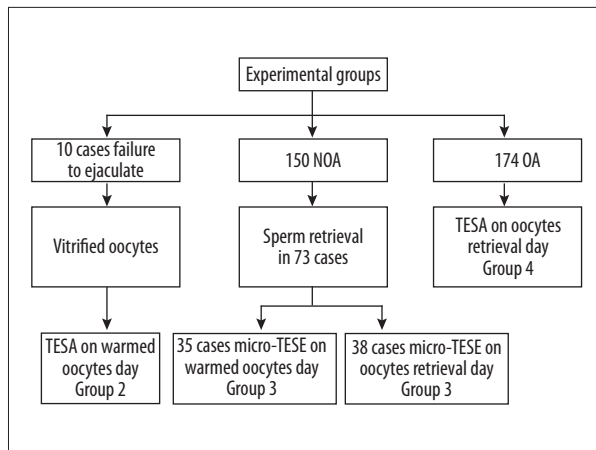 Experimental groups
10 cases failure
to ejaculate
150 NOA
174 OA
Vitrified oocytes
Sperm retrieval
in 73 cases
TESA on oocytes
retrieval day
Group 4
TESA on warmed
oocytes day
Group 2
35 cases micro-TESE on
warmed oocytes day
Group 3
38 cases micro-TESE on
oocytes retrieval day
Group 3